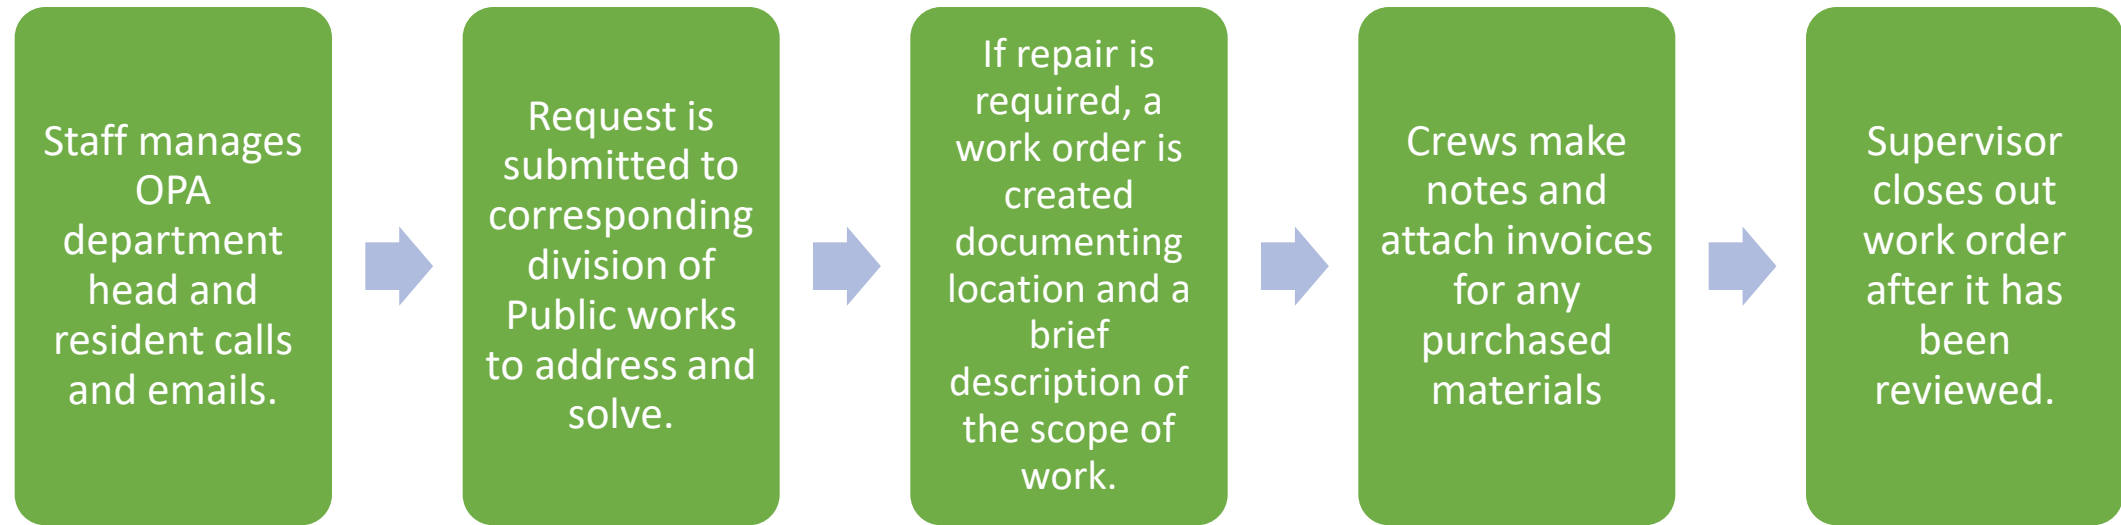 Staff manages
OPA
department
head and
resident calls
and emails.
Request is
submitted to
corresponding
division of
Public works
to address and
solve.
If repair is
required, a
work order is
created
documenting
location and a
brief
description of
the scope of
work.
Crews make
notes and
attach invoices
for any
purchased
materials
Supervisor
closes out
work order
after it has
been
reviewed.